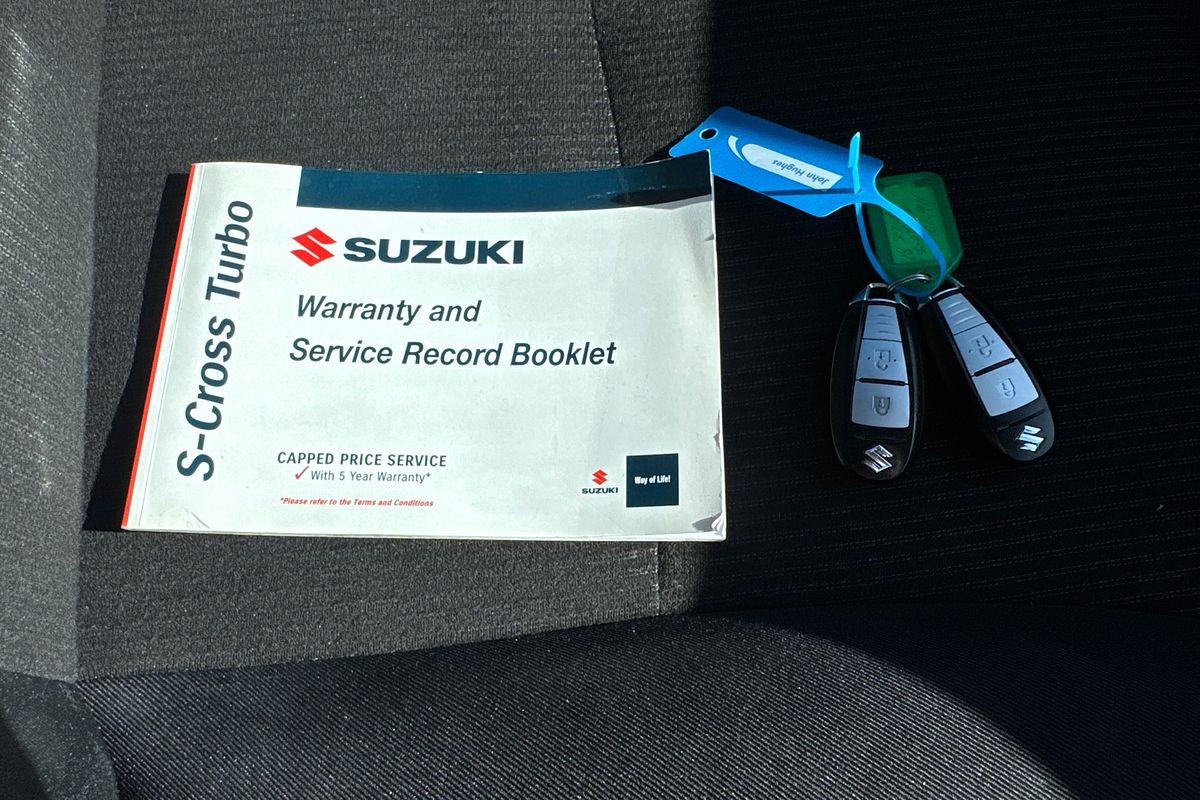 S-Cross Turbo
SUZUKI
Warranty and
Service Record Booklet
CAPPED PRICE SERVICE
With 5 Year Warranty*
*Please refer to the Terms and Conditions
SUZUKI
Way of Life!
John Hughes